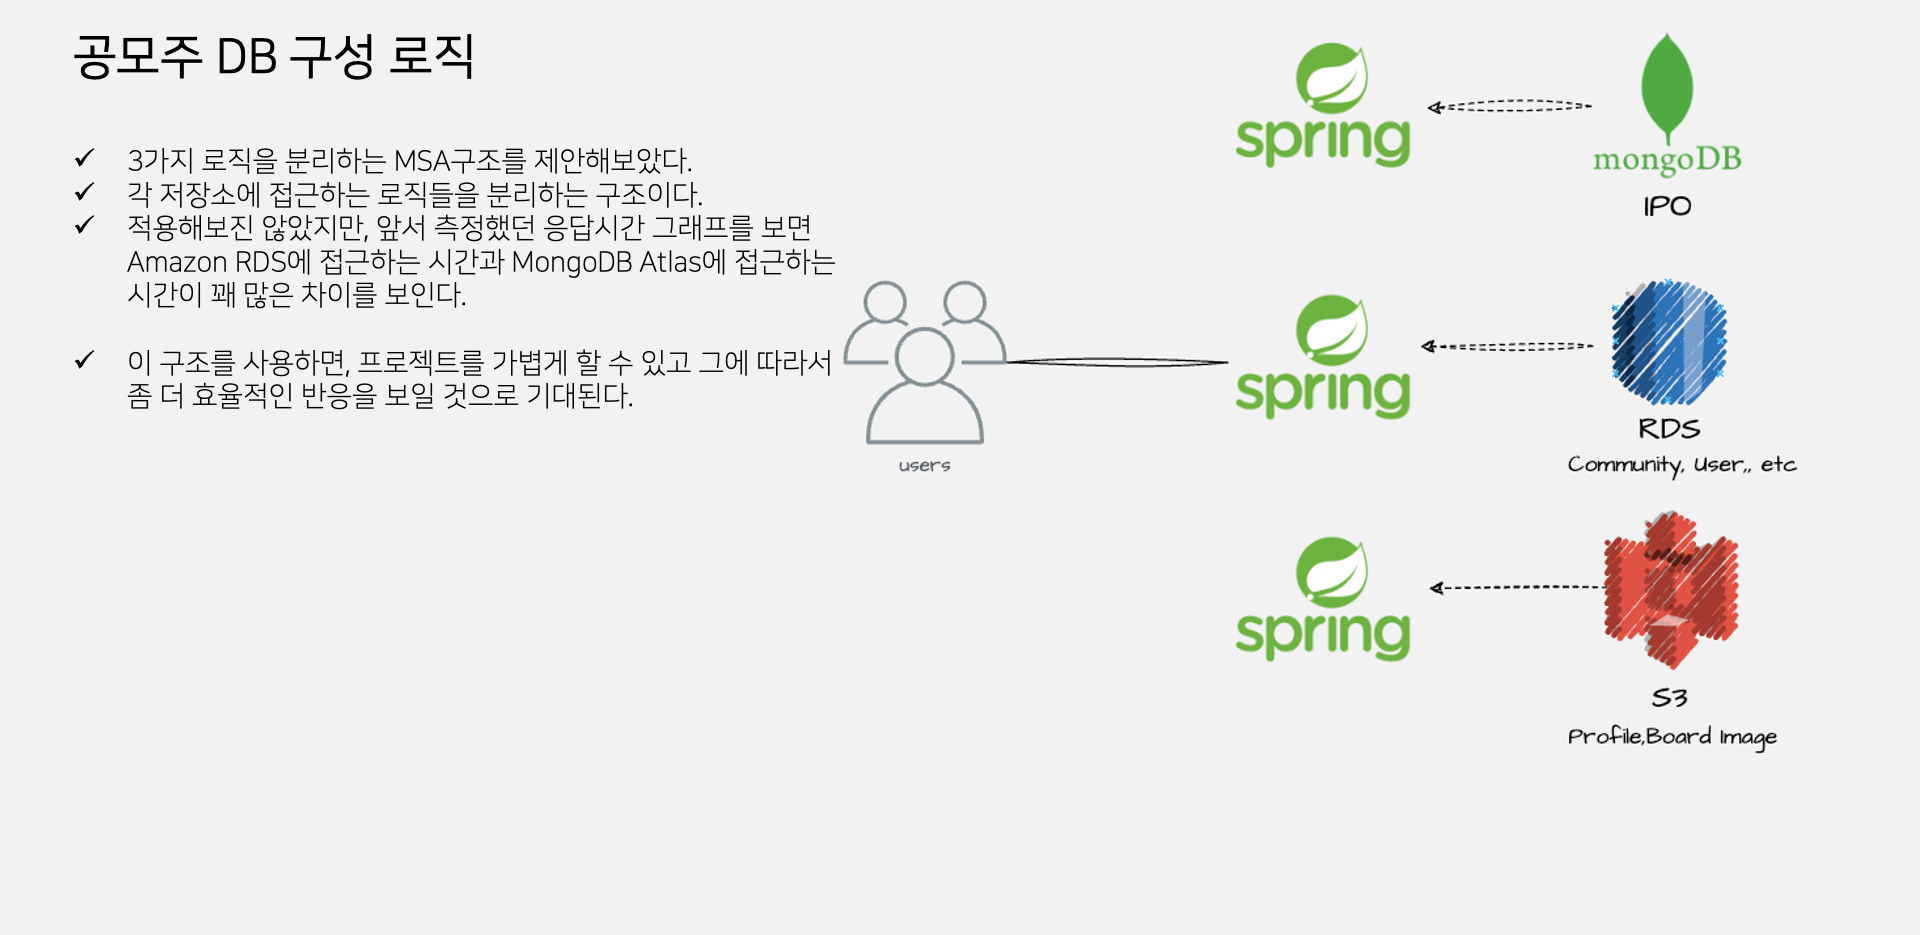 공모주 DB 구성 로직
3가지 로직을 분리하는 MSA구조를 제안해보았다.
각 저장소에 접근하는 로직들을 분리하는 구조이다.
적용해보진 않았지만, 앞서 측정했던 응답시간 그래프를 보면
Amazon RDS에 접근하는 시간과 MongoDB Atlas에 접근하는
시간이 꽤 많은 차이를 보인다.
이 구조를 사용하면, 프로젝트를 가볍게 할 수 있고 그에 따라서
좀 더 효율적인 반응을 보일 것으로 기대된다.
users
spring
mongoDB
IPO
spring
RDS
Community, User,, etc
spring
S3
Profile,Board Image